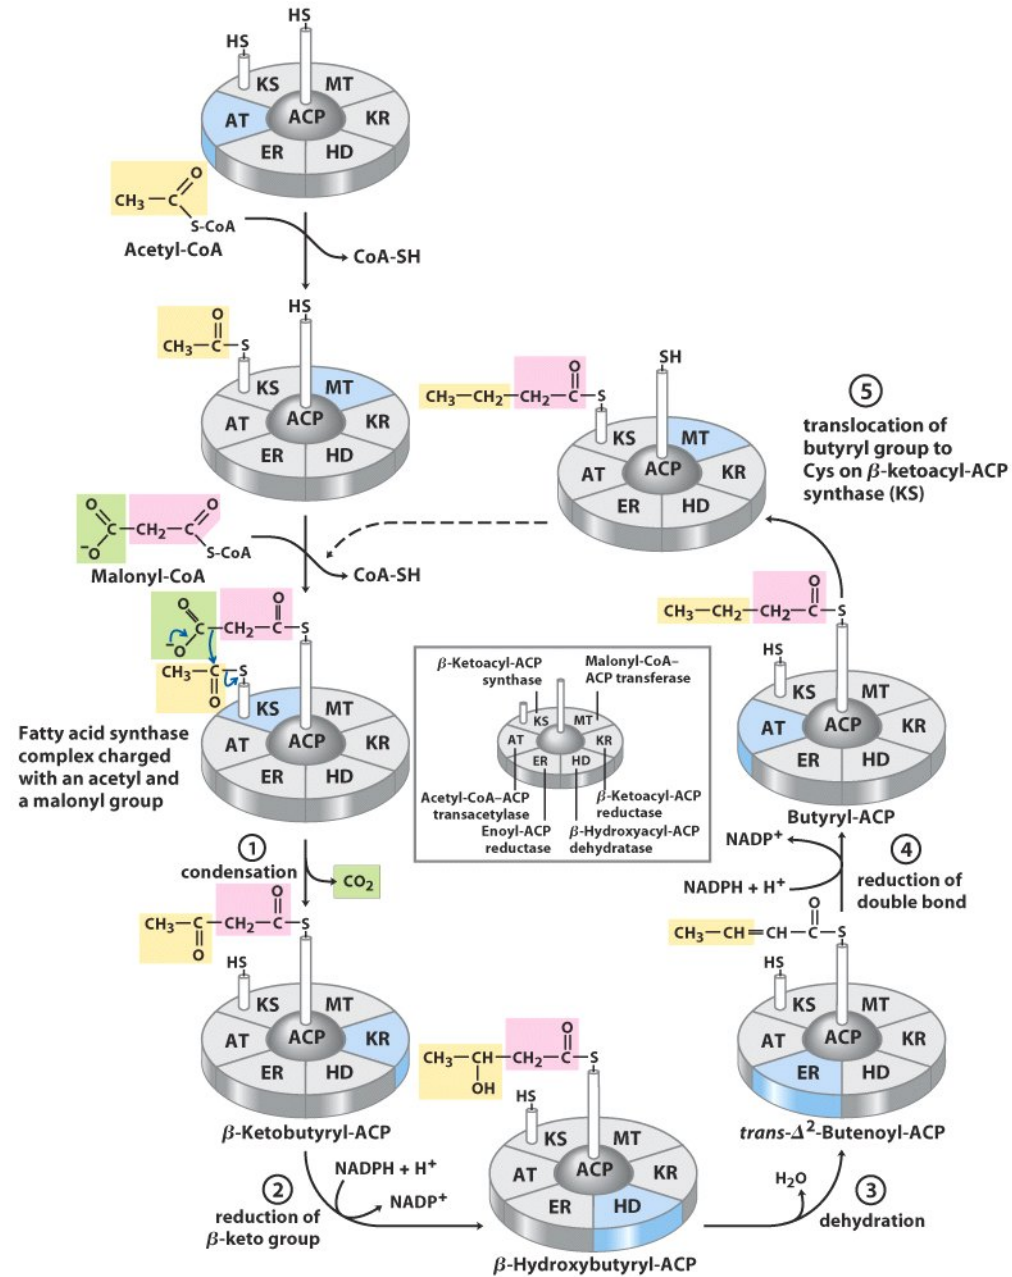 HS
HS
KS MT
AT ACP KR
ER HD
O
CH3—C
S-CoA
Acetyl-CoA
CoA-SH
HS
O
CH3—C—S
KS MT
AT ACP KR
ER HD
O
CH3—CH2—CH2—C—S
SH
KS MT
AT ACP KR
ER HD
5
translocation of
butyryl group to
Cys on β-ketoacyl-ACP
synthase (KS)
O O
C—CH2—C
⁻O S-CoA
Malonyl-CoA
CoA-SH
O O
C—CH2—C—S
⁻O
CH3—C—S
O
KS MT
AT ACP KR
ER HD
Fatty acid synthase
complex charged
with an acetyl and
a malonyl group
β-Ketoacyl-ACP
synthase
Malonyl-CoA–
ACP transferase
KS MT
AT KR
ER HD
Acetyl-CoA–ACP
transacetylase
β-Ketoacyl-ACP
reductase
Enoyl-ACP
reductase
β-Hydroxyacyl-ACP
dehydratase
O
CH3—CH2—CH2—C—S
HS
KS MT
AT ACP KR
ER HD
Butyryl-ACP
1
condensation
CO2
NADP+
NADPH + H+
4
reduction of
double bond
O
CH3—C—CH2—C—S
O
HS
KS MT
AT ACP KR
ER HD
β-Ketobutyryl-ACP
O
CH3—CH=CH—C—S
HS
KS MT
AT ACP KR
ER HD
trans-Δ²-Butenoyl-ACP
O
CH3—CH—CH2—C—S
OH
HS
KS MT
AT ACP KR
ER HD
β-Hydroxybutyryl-ACP
2
reduction of
β-keto group
NADPH + H+
NADP+
H2O
3
dehydration